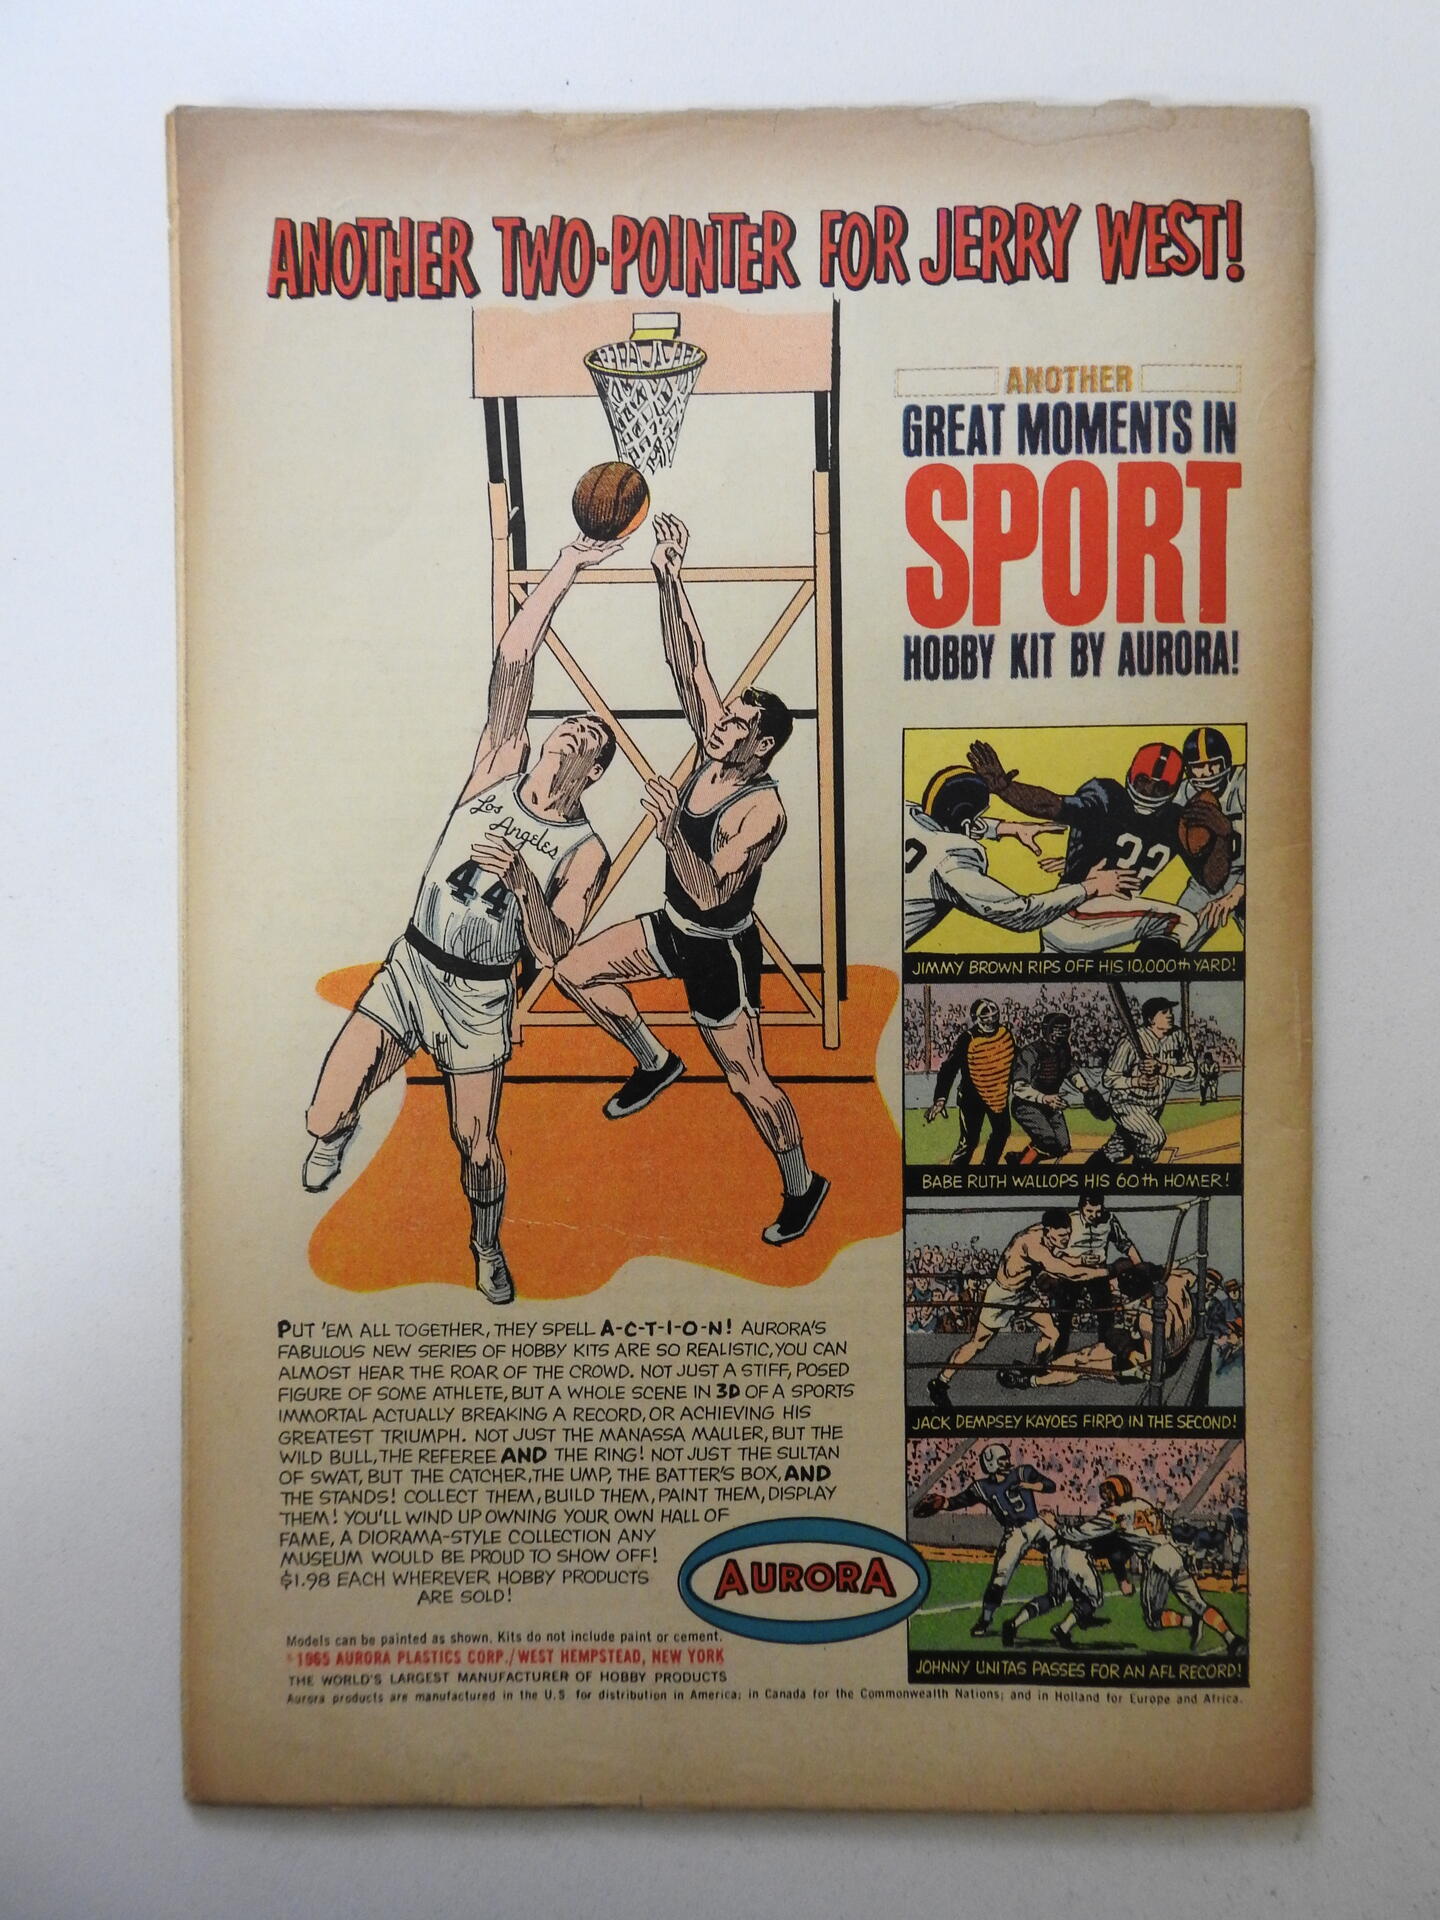 ANOTHER TWO-POINTER FOR JERRY WEST!
ANOTHER
GREAT MOMENTS IN
SPORT
HOBBY KIT BY AURORA!
Los
Angeles
44
32
JIMMY BROWN RIPS OFF HIS 10,000th YARD!
BABE RUTH WALLOPS HIS 60th HOMER!
JACK DEMPSEY KAYOES FIRPO IN THE SECOND!
19
JOHNNY UNITAS PASSES FOR AN AFL RECORD!
PUT 'EM ALL TOGETHER, THEY SPELL A-C-T-I-O-N! AURORA'S
FABULOUS NEW SERIES OF HOBBY KITS ARE SO REALISTIC, YOU CAN
ALMOST HEAR THE ROAR OF THE CROWD. NOT JUST A STIFF, POSED
FIGURE OF SOME ATHLETE, BUT A WHOLE SCENE IN 3D OF A SPORTS
IMMORTAL ACTUALLY BREAKING A RECORD, OR ACHIEVING HIS
GREATEST TRIUMPH. NOT JUST THE MANASSA MAULER, BUT THE
WILD BULL, THE REFEREE AND THE RING! NOT JUST THE SULTAN
OF SWAT, BUT THE CATCHER, THE UMP, THE BATTER'S BOX, AND
THE STANDS! COLLECT THEM, BUILD THEM, PAINT THEM, DISPLAY
THEM! YOU'LL WIND UP OWNING YOUR OWN HALL OF
FAME, A DIORAMA-STYLE COLLECTION ANY
MUSEUM WOULD BE PROUD TO SHOW OFF!
$1.98 EACH WHEREVER HOBBY PRODUCTS
ARE SOLD!
AURORA
Models can be painted as shown. Kits do not include paint or cement.
© 1965 AURORA PLASTICS CORP./WEST HEMPSTEAD, NEW YORK
THE WORLD'S LARGEST MANUFACTURER OF HOBBY PRODUCTS
Aurora products are manufactured in the U.S. for distribution in America; in Canada for the Commonwealth Nations; and in Holland for Europe and Africa.